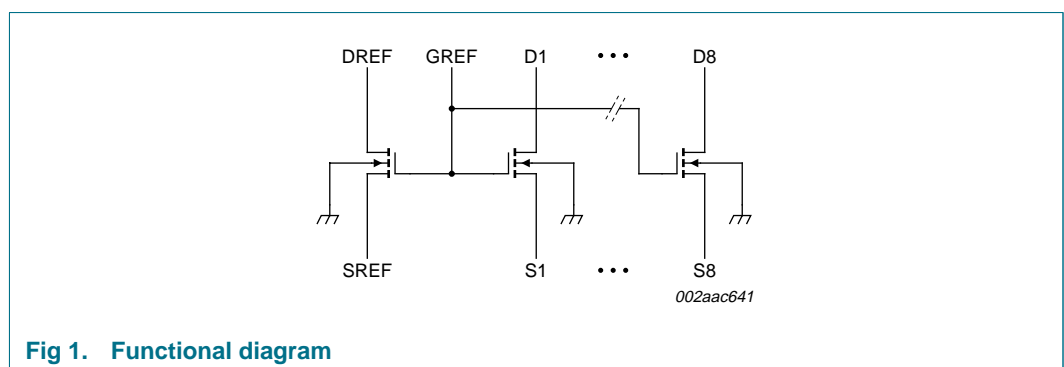 DREF GREF D1 ••• D8
SREF S1 ••• S8
002aac641
Fig 1. Functional diagram